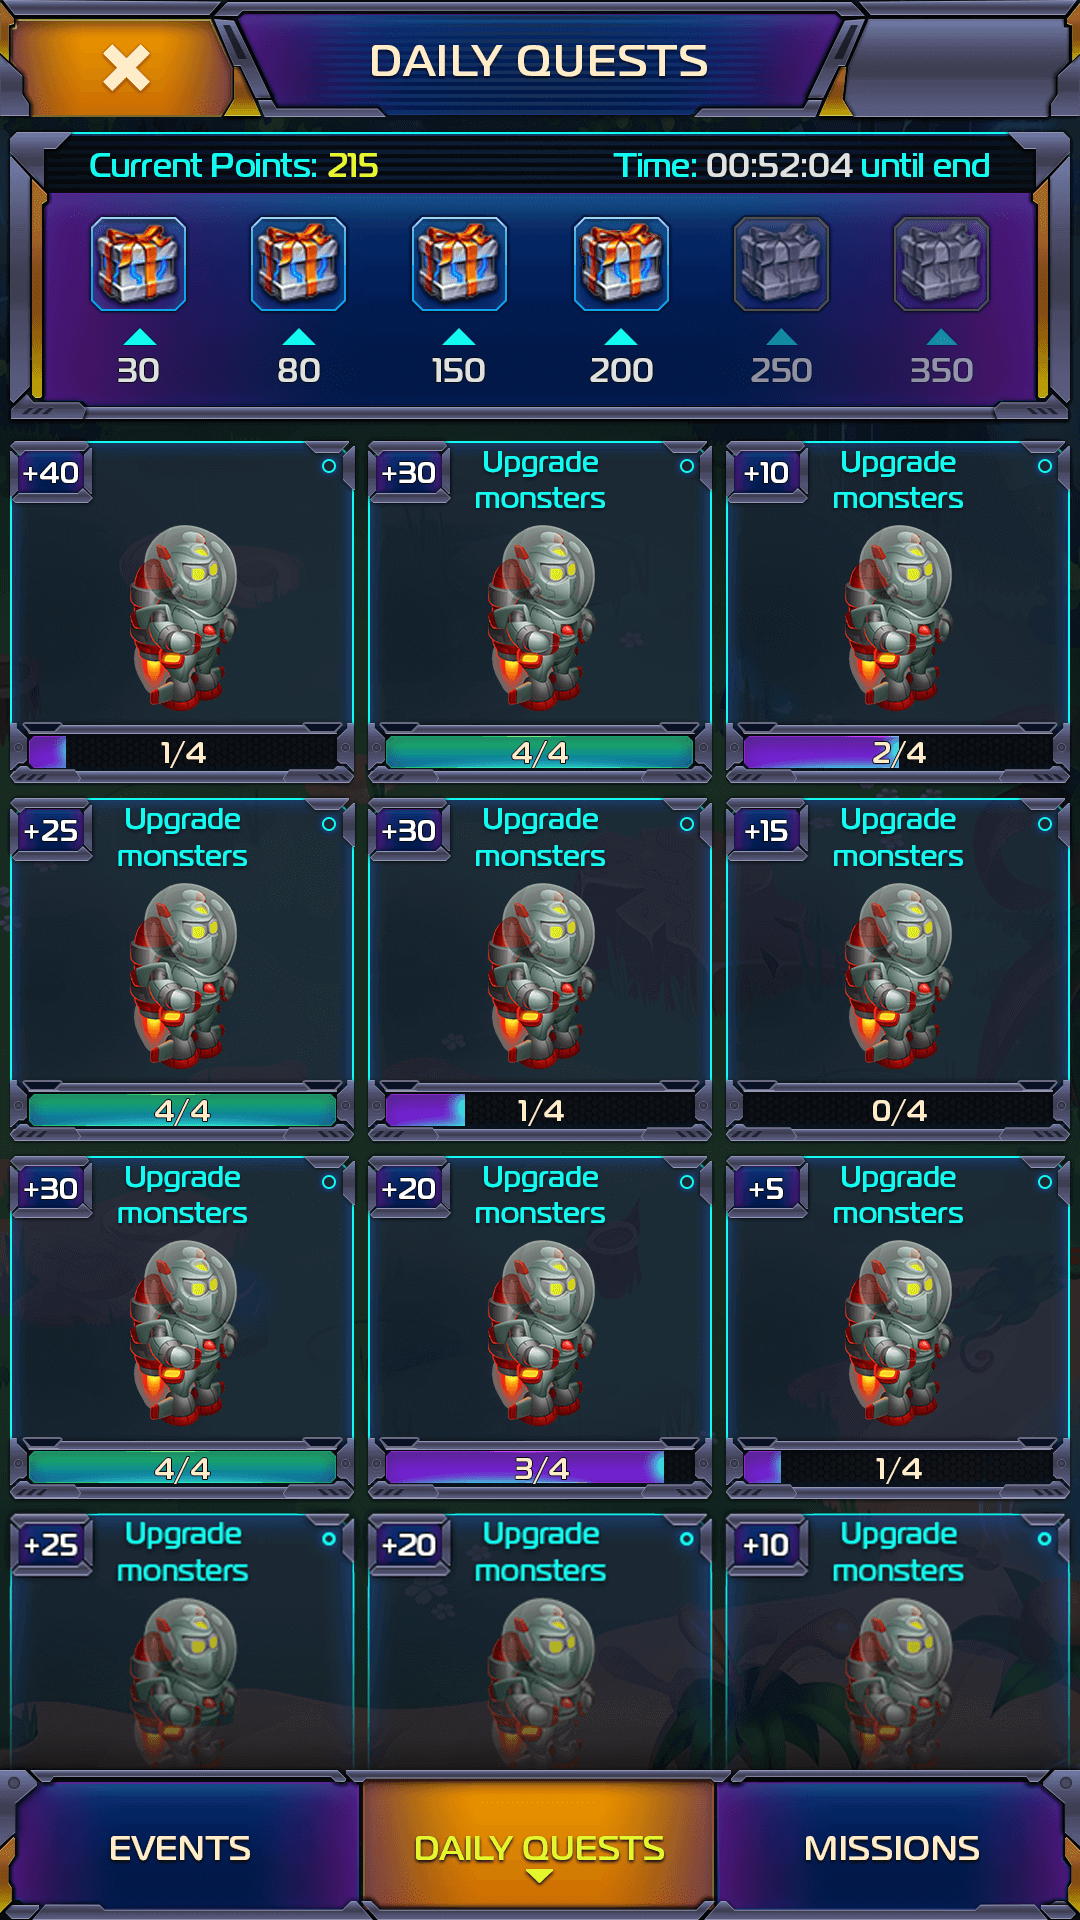 DAILY QUESTS
Current Points: 215
Time: 00:52:04 until end
30
80
150
200
250
350
+40
1/4
+30
Upgrade
monsters
4/4
+10
Upgrade
monsters
2/4
+25
Upgrade
monsters
4/4
+30
Upgrade
monsters
1/4
+15
Upgrade
monsters
0/4
+30
Upgrade
monsters
4/4
+20
Upgrade
monsters
3/4
+5
Upgrade
monsters
1/4
+25
Upgrade
monsters
+20
Upgrade
monsters
+10
Upgrade
monsters
EVENTS
DAILY QUESTS
MISSIONS